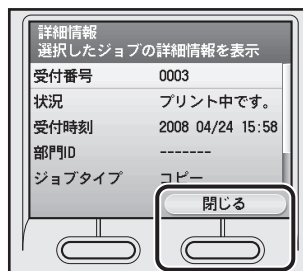 詳細情報
選択したジョブの詳細情報を表示
受付番号 0003
状況 プリント中です。
受付時刻 2008 04/24 15:58
部門ID -------
ジョブタイプ コピー
閉じる